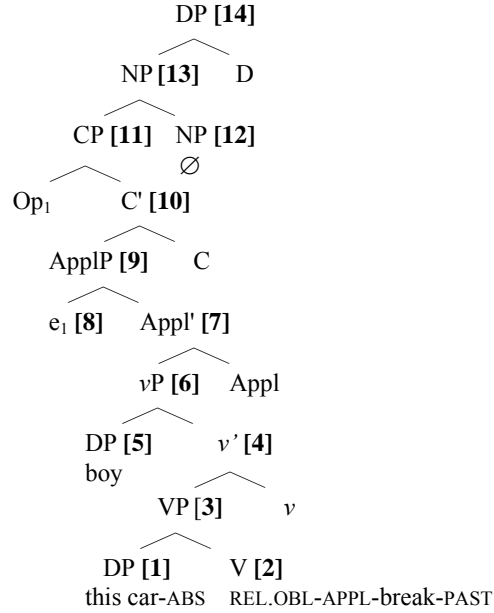 DP [14]
NP [13] D
CP [11] NP [12]
∅
Op₁ C' [10]
ApplP [9] C
e₁ [8] Appl' [7]
vP [6] Appl
DP [5] v’ [4]
boy
VP [3] v
DP [1] V [2]
this car-ABS REL.OBL-APPL-break-PAST